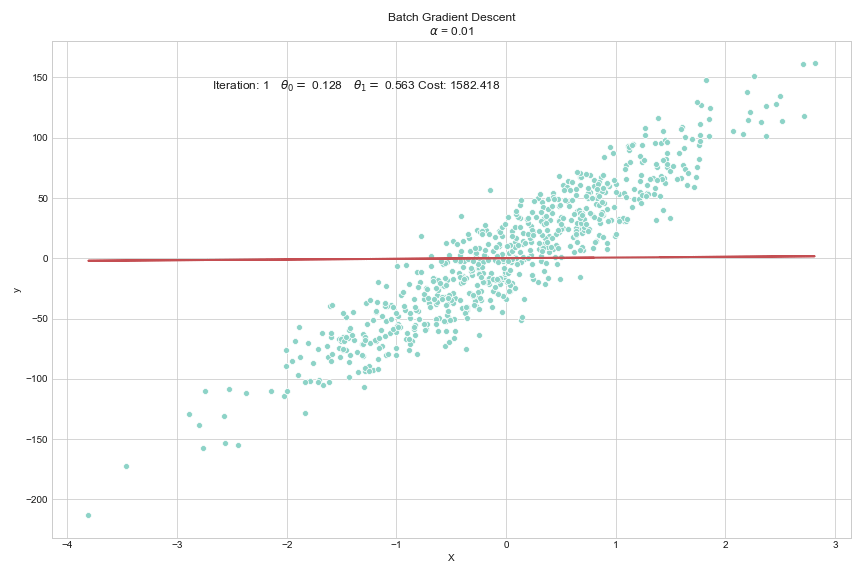 Batch Gradient Descent
α = 0.01
Iteration: 1 θ₀ = 0.128 θ₁ = 0.563 Cost: 1582.418
150
100
50
0
−50
−100
−150
−200
y
−4 −3 −2 −1 0 1 2 3
X